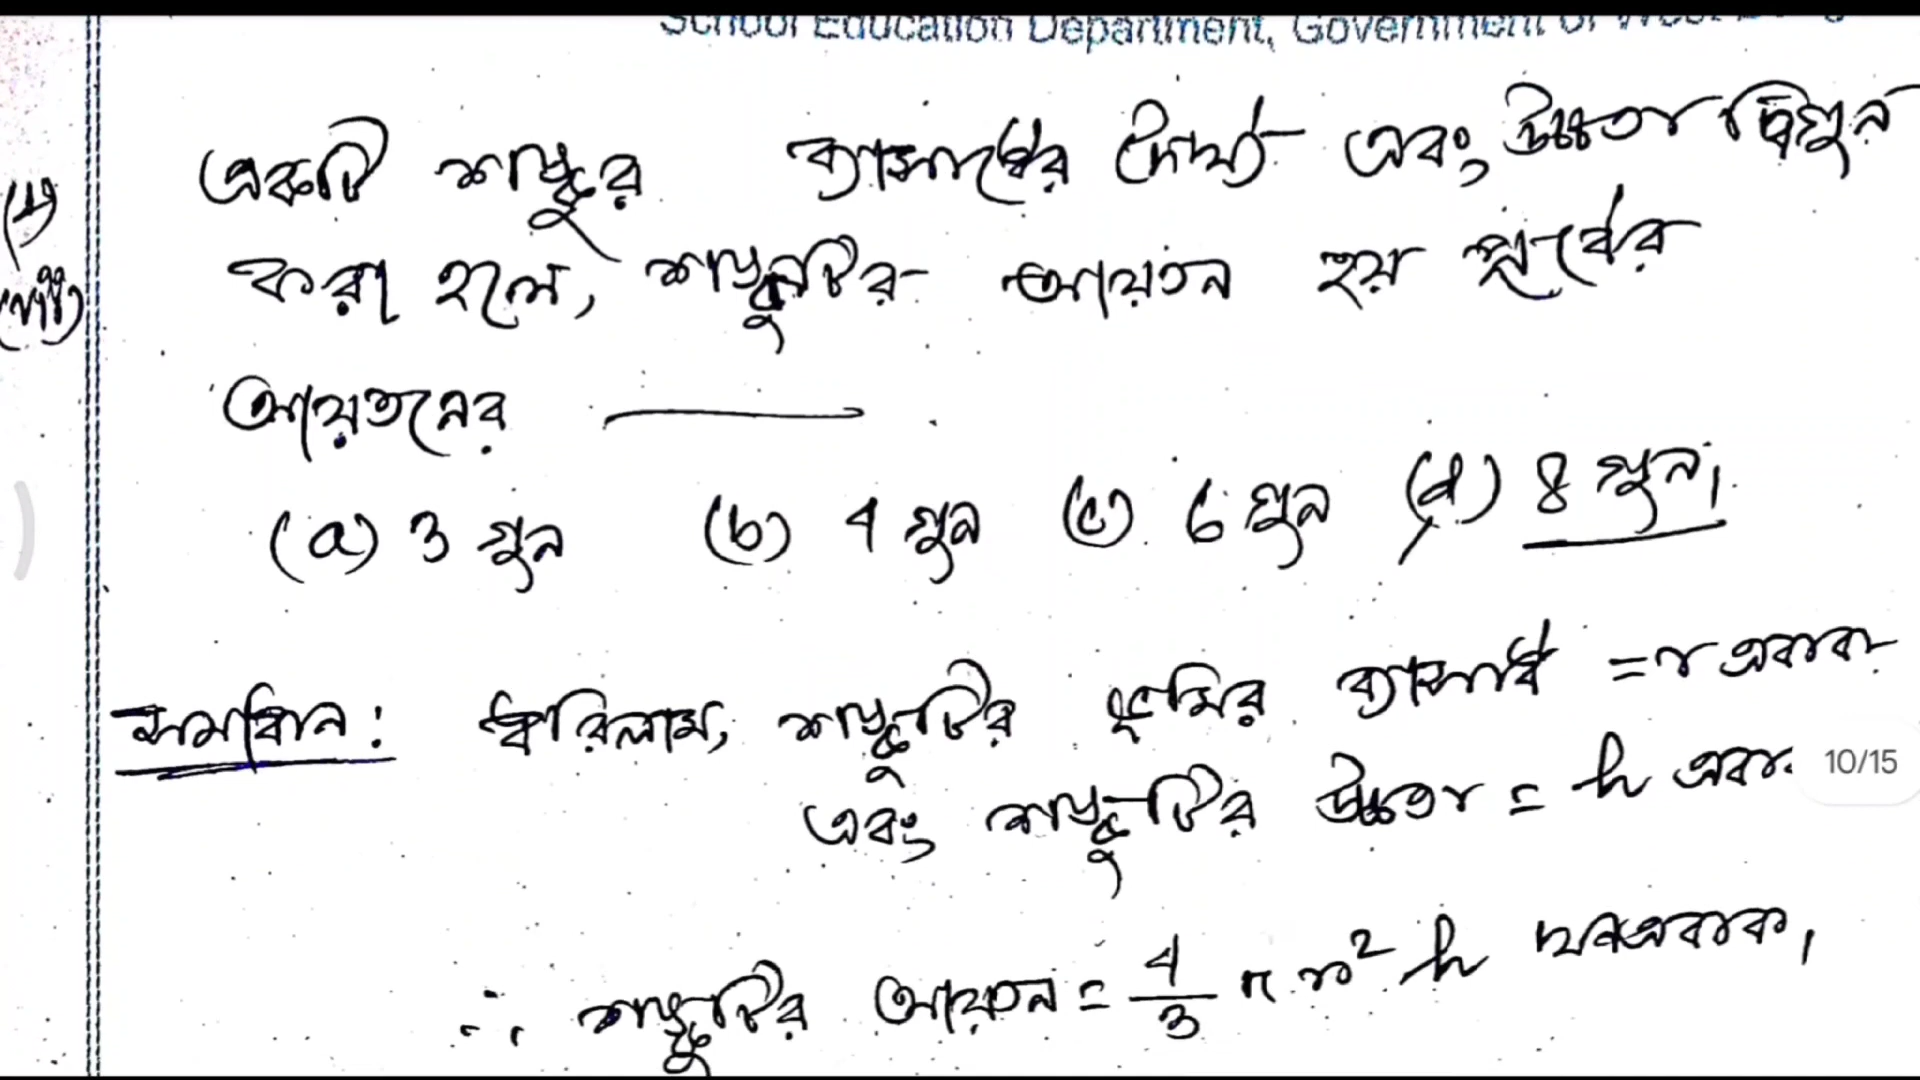 School Education Department, Government of West
একটি শঙ্কুর ব্যাসার্ধের দৈর্ঘ্য এবং উচ্চতা দ্বিগুন
করা হলে, শঙ্কুটির আয়তন হয় পূর্বের
আয়তনের ———
(a) 3 গুন (b) 4 গুন (c) 6 গুন (d) 8 গুন।
সমাধান: ধরিলাম, শঙ্কুটির ভূমির ব্যাসার্ধ = r একক
এবং শঙ্কুটির উচ্চতা = h একক
10/15
∴ শঙ্কুটির আয়তন = 4/3 π r² h ঘনএকক।